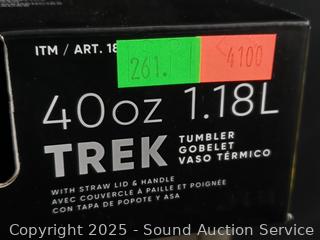 ITM / ART. 18
261.
4100
40oz 1.18L
TREK TUMBLER
GOBELET
VASO TÉRMICO
WITH STRAW LID & HANDLE
AVEC COUVERCLE À PAILLE ET POIGNÉE
CON TAPA DE POPOTE Y ASA
Copyright 2025 - Sound Auction Service